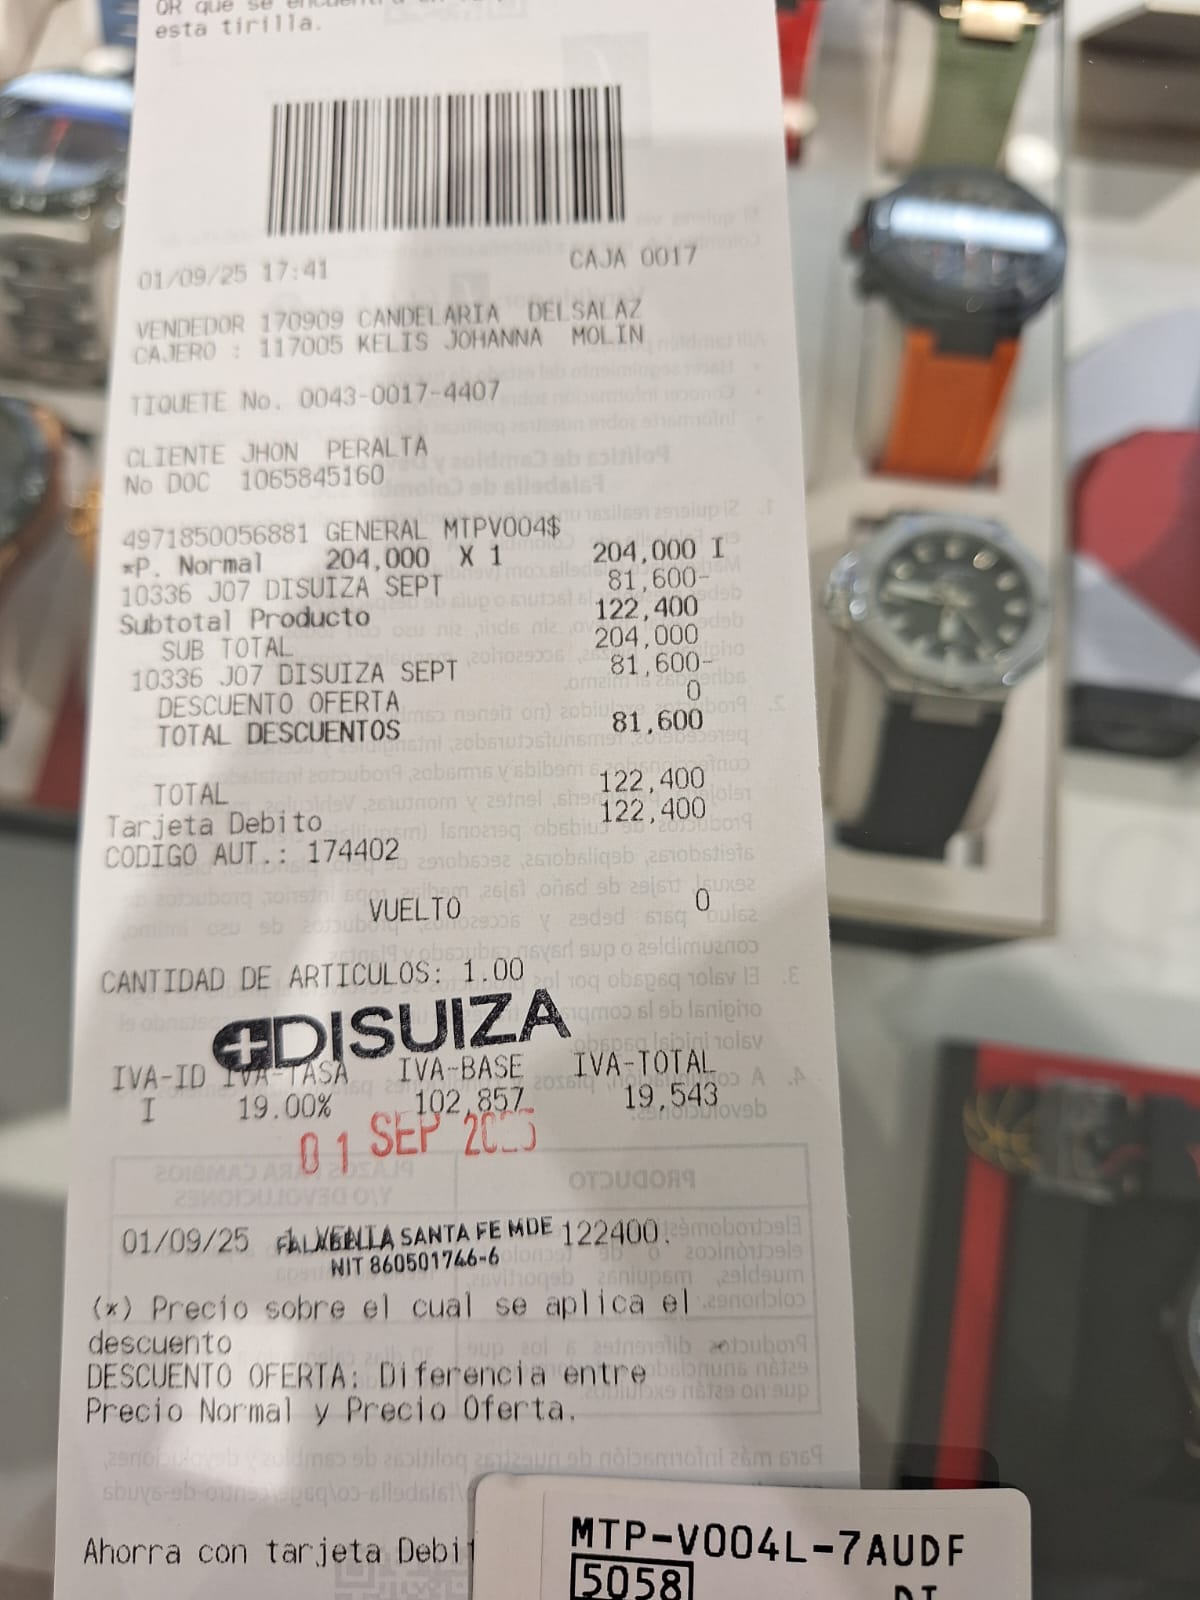 OR que se
esta tirilla.
01/09/25 17:41 CAJA 0017
VENDEDOR 170909 CANDELARIA DELSALAZ
CAJERO : 117005 KELIS JOHANNA MOLIN
TIQUETE No. 0043-0017-4407
CLIENTE JHON PERALTA
No DOC 1065845160
4971850056881 GENERAL MTPV004$
*P. Normal 204,000 X 1 204,000 I
10336 J07 DISUIZA SEPT 81,600-
Subtotal Producto 122,400
SUB TOTAL 204,000
10336 J07 DISUIZA SEPT 81,600-
DESCUENTO OFERTA 0
TOTAL DESCUENTOS 81,600
TOTAL 122,400
Tarjeta Debito 122,400
CODIGO AUT.: 174402
VUELTO 0
CANTIDAD DE ARTICULOS: 1.00
DISUIZA
IVA-ID IVA-TASA IVA-BASE IVA-TOTAL
I 19.00% 102,857 19,543
01 SEP
01/09/25 SANTA FE MDE 122400.
NIT 860501746-6
(*) Precio sobre el cual se aplica el
descuento
DESCUENTO OFERTA: Diferencia entre
Precio Normal y Precio Oferta.
Ahorra con tarjeta Debit
MTP-V004L-7AUDF
5058